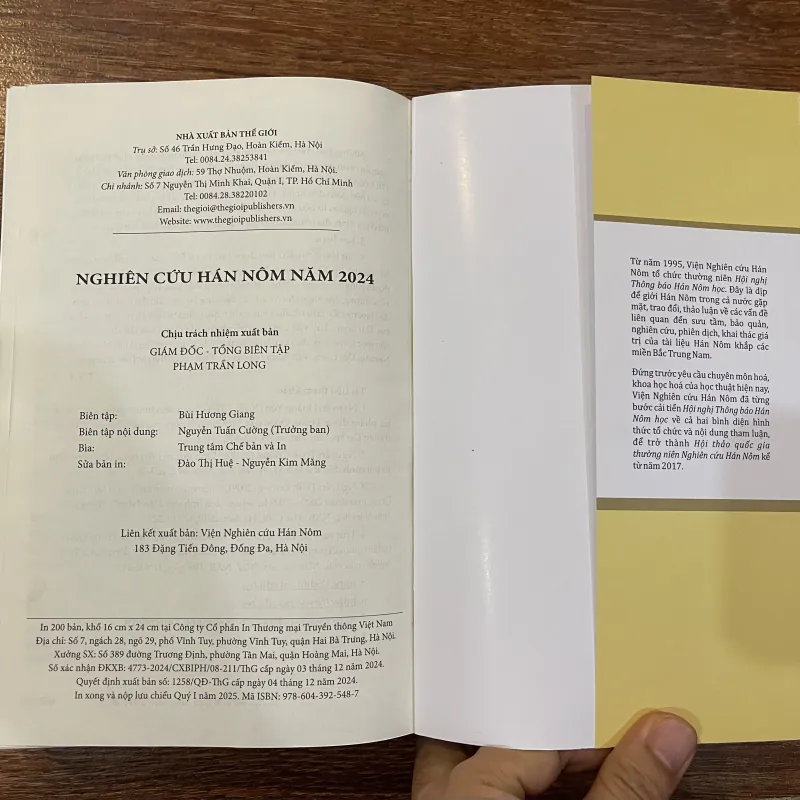 NHÀ XUẤT BẢN THẾ GIỚI
Trụ sở: Số 46 Trần Hưng Đạo, Hoàn Kiếm, Hà Nội
Tel: 0084.24.38253841
Văn phòng giao dịch: 59 Thợ Nhuộm, Hoàn Kiếm, Hà Nội.
Chi nhánh: Số 7 Nguyễn Thị Minh Khai, Quận I, TP. Hồ Chí Minh
Tel: 0084.28.38220102
Email: thegioi@thegioipublishers.vn
Website: www.thegioipublishers.vn
NGHIÊN CỨU HÁN NÔM NĂM 2024
Chịu trách nhiệm xuất bản
GIÁM ĐỐC - TỔNG BIÊN TẬP
PHẠM TRẦN LONG
Biên tập: Bùi Hương Giang
Biên tập nội dung: Nguyễn Tuấn Cường (Trưởng ban)
Bìa: Trung tâm Chế bản và In
Sửa bản in: Đào Thị Huệ - Nguyễn Kim Măng
Liên kết xuất bản: Viện Nghiên cứu Hán Nôm
183 Đặng Tiến Đông, Đống Đa, Hà Nội
In 200 bản, khổ 16 cm x 24 cm tại Công ty Cổ phần In Thương mại Truyền thông Việt Nam
Địa chỉ: Số 7, ngách 28, ngõ 29, phố Vĩnh Tuy, phường Vĩnh Tuy, quận Hai Bà Trưng, Hà Nội.
Xưởng SX: Số 389 đường Trương Định, phường Tân Mai, quận Hoàng Mai, Hà Nội.
Số xác nhận ĐKXB: 4773-2024/CXBIPH/08-211/ThG cấp ngày 03 tháng 12 năm 2024.
Quyết định xuất bản số: 1258/QĐ-ThG cấp ngày 04 tháng 12 năm 2024.
In xong và nộp lưu chiểu Quý I năm 2025. Mã ISBN: 978-604-392-548-7
Từ năm 1995, Viện Nghiên cứu Hán
Nôm tổ chức thường niên Hội nghị
Thông báo Hán Nôm học. Đây là dịp
để giới Hán Nôm trong cả nước gặp
mặt, trao đổi, thảo luận về các vấn đề
liên quan đến sưu tầm, bảo quản,
nghiên cứu, phiên dịch, khai thác giá
trị của tài liệu Hán Nôm khắp các
miền Bắc Trung Nam.
Đứng trước yêu cầu chuyên môn hoá,
khoa học hoá của học thuật hiện nay,
Viện Nghiên cứu Hán Nôm đã từng
bước cải tiến Hội nghị Thông báo Hán
Nôm học về cả hai bình diện hình
thức tổ chức và nội dung tham luận,
để trở thành Hội thảo quốc gia
thường niên Nghiên cứu Hán Nôm kể
từ năm 2017.